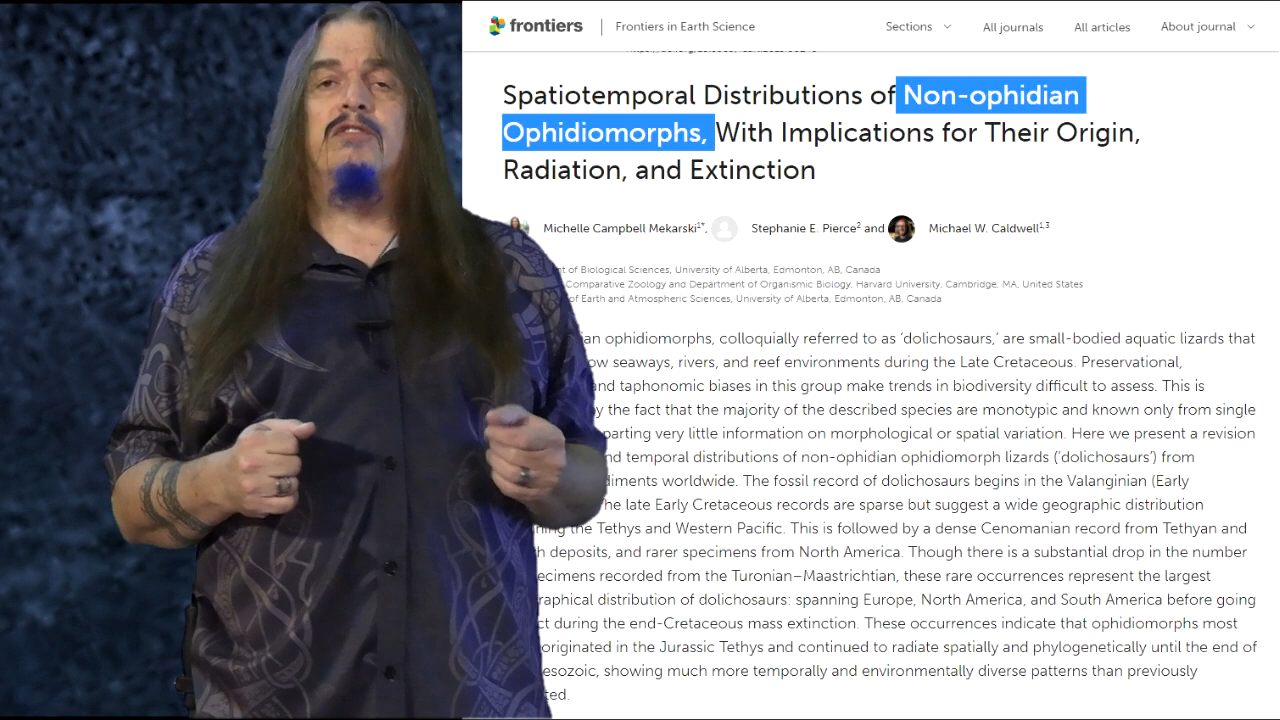 frontiers
Frontiers in Earth Science
Sections
All journals
All articles
About journal
Spatiotemporal Distributions of Non-ophidian
Ophidiomorphs, With Implications for Their Origin,
Radiation, and Extinction
Michelle Campbell Mekarski1*, Stephanie E. Pierce2 and Michael W. Caldwell1,3
of Biological Sciences, University of Alberta, Edmonton, AB, Canada
Comparative Zoology and Department of Organismic Biology, Harvard University, Cambridge, MA, United States
of Earth and Atmospheric Sciences, University of Alberta, Edmonton, AB, Canada
ophidiomorphs, colloquially referred to as ‘dolichosaurs,’ are small-bodied aquatic lizards that
seaways, rivers, and reef environments during the Late Cretaceous. Preservational,
and taphonomic biases in this group make trends in biodiversity difficult to assess. This is
by the fact that the majority of the described species are monotypic and known only from single
very little information on morphological or spatial variation. Here we present a revision
and temporal distributions of non-ophidian ophidiomorph lizards (‘dolichosaurs’) from
worldwide. The fossil record of dolichosaurs begins in the Valanginian (Early
he late Early Cretaceous records are sparse but suggest a wide geographic distribution
the Tethys and Western Pacific. This is followed by a dense Cenomanian record from Tethyan and
deposits, and rarer specimens from North America. Though there is a substantial drop in the number
recorded from the Turonian–Maastrichtian, these rare occurrences represent the largest
distribution of dolichosaurs: spanning Europe, North America, and South America before going
during the end-Cretaceous mass extinction. These occurrences indicate that ophidiomorphs most
originated in the Jurassic Tethys and continued to radiate spatially and phylogenetically until the end of
showing much more temporally and environmentally diverse patterns than previously